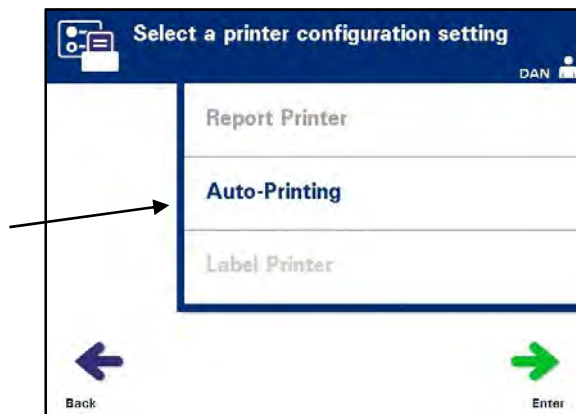 Select a printer configuration setting
DAN
Report Printer
Auto-Printing
Label Printer
Back
Enter